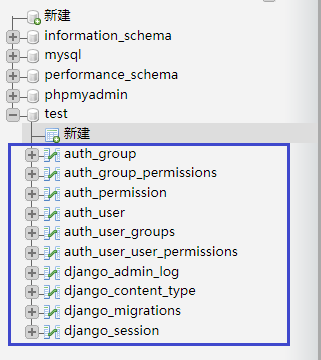 新建
information_schema
mysql
performance_schema
phpmyadmin
test
新建
auth_group
auth_group_permissions
auth_permission
auth_user
auth_user_groups
auth_user_user_permissions
django_admin_log
django_content_type
django_migrations
django_session